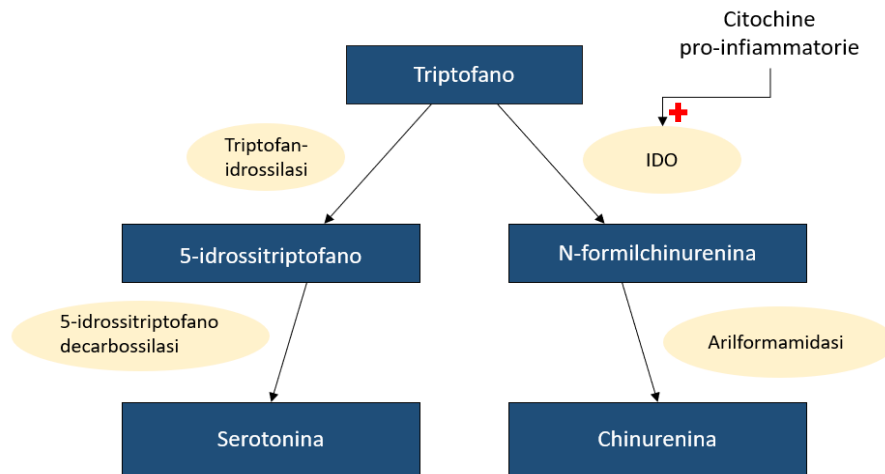 Citochine
pro-infiammatorie
Triptofano
Triptofan-
idrossilasi
IDO
5-idrossitriptofano
N-formilchinurenina
5-idrossitriptofano
decarbossilasi
Arilformamidasi
Serotonina
Chinurenina